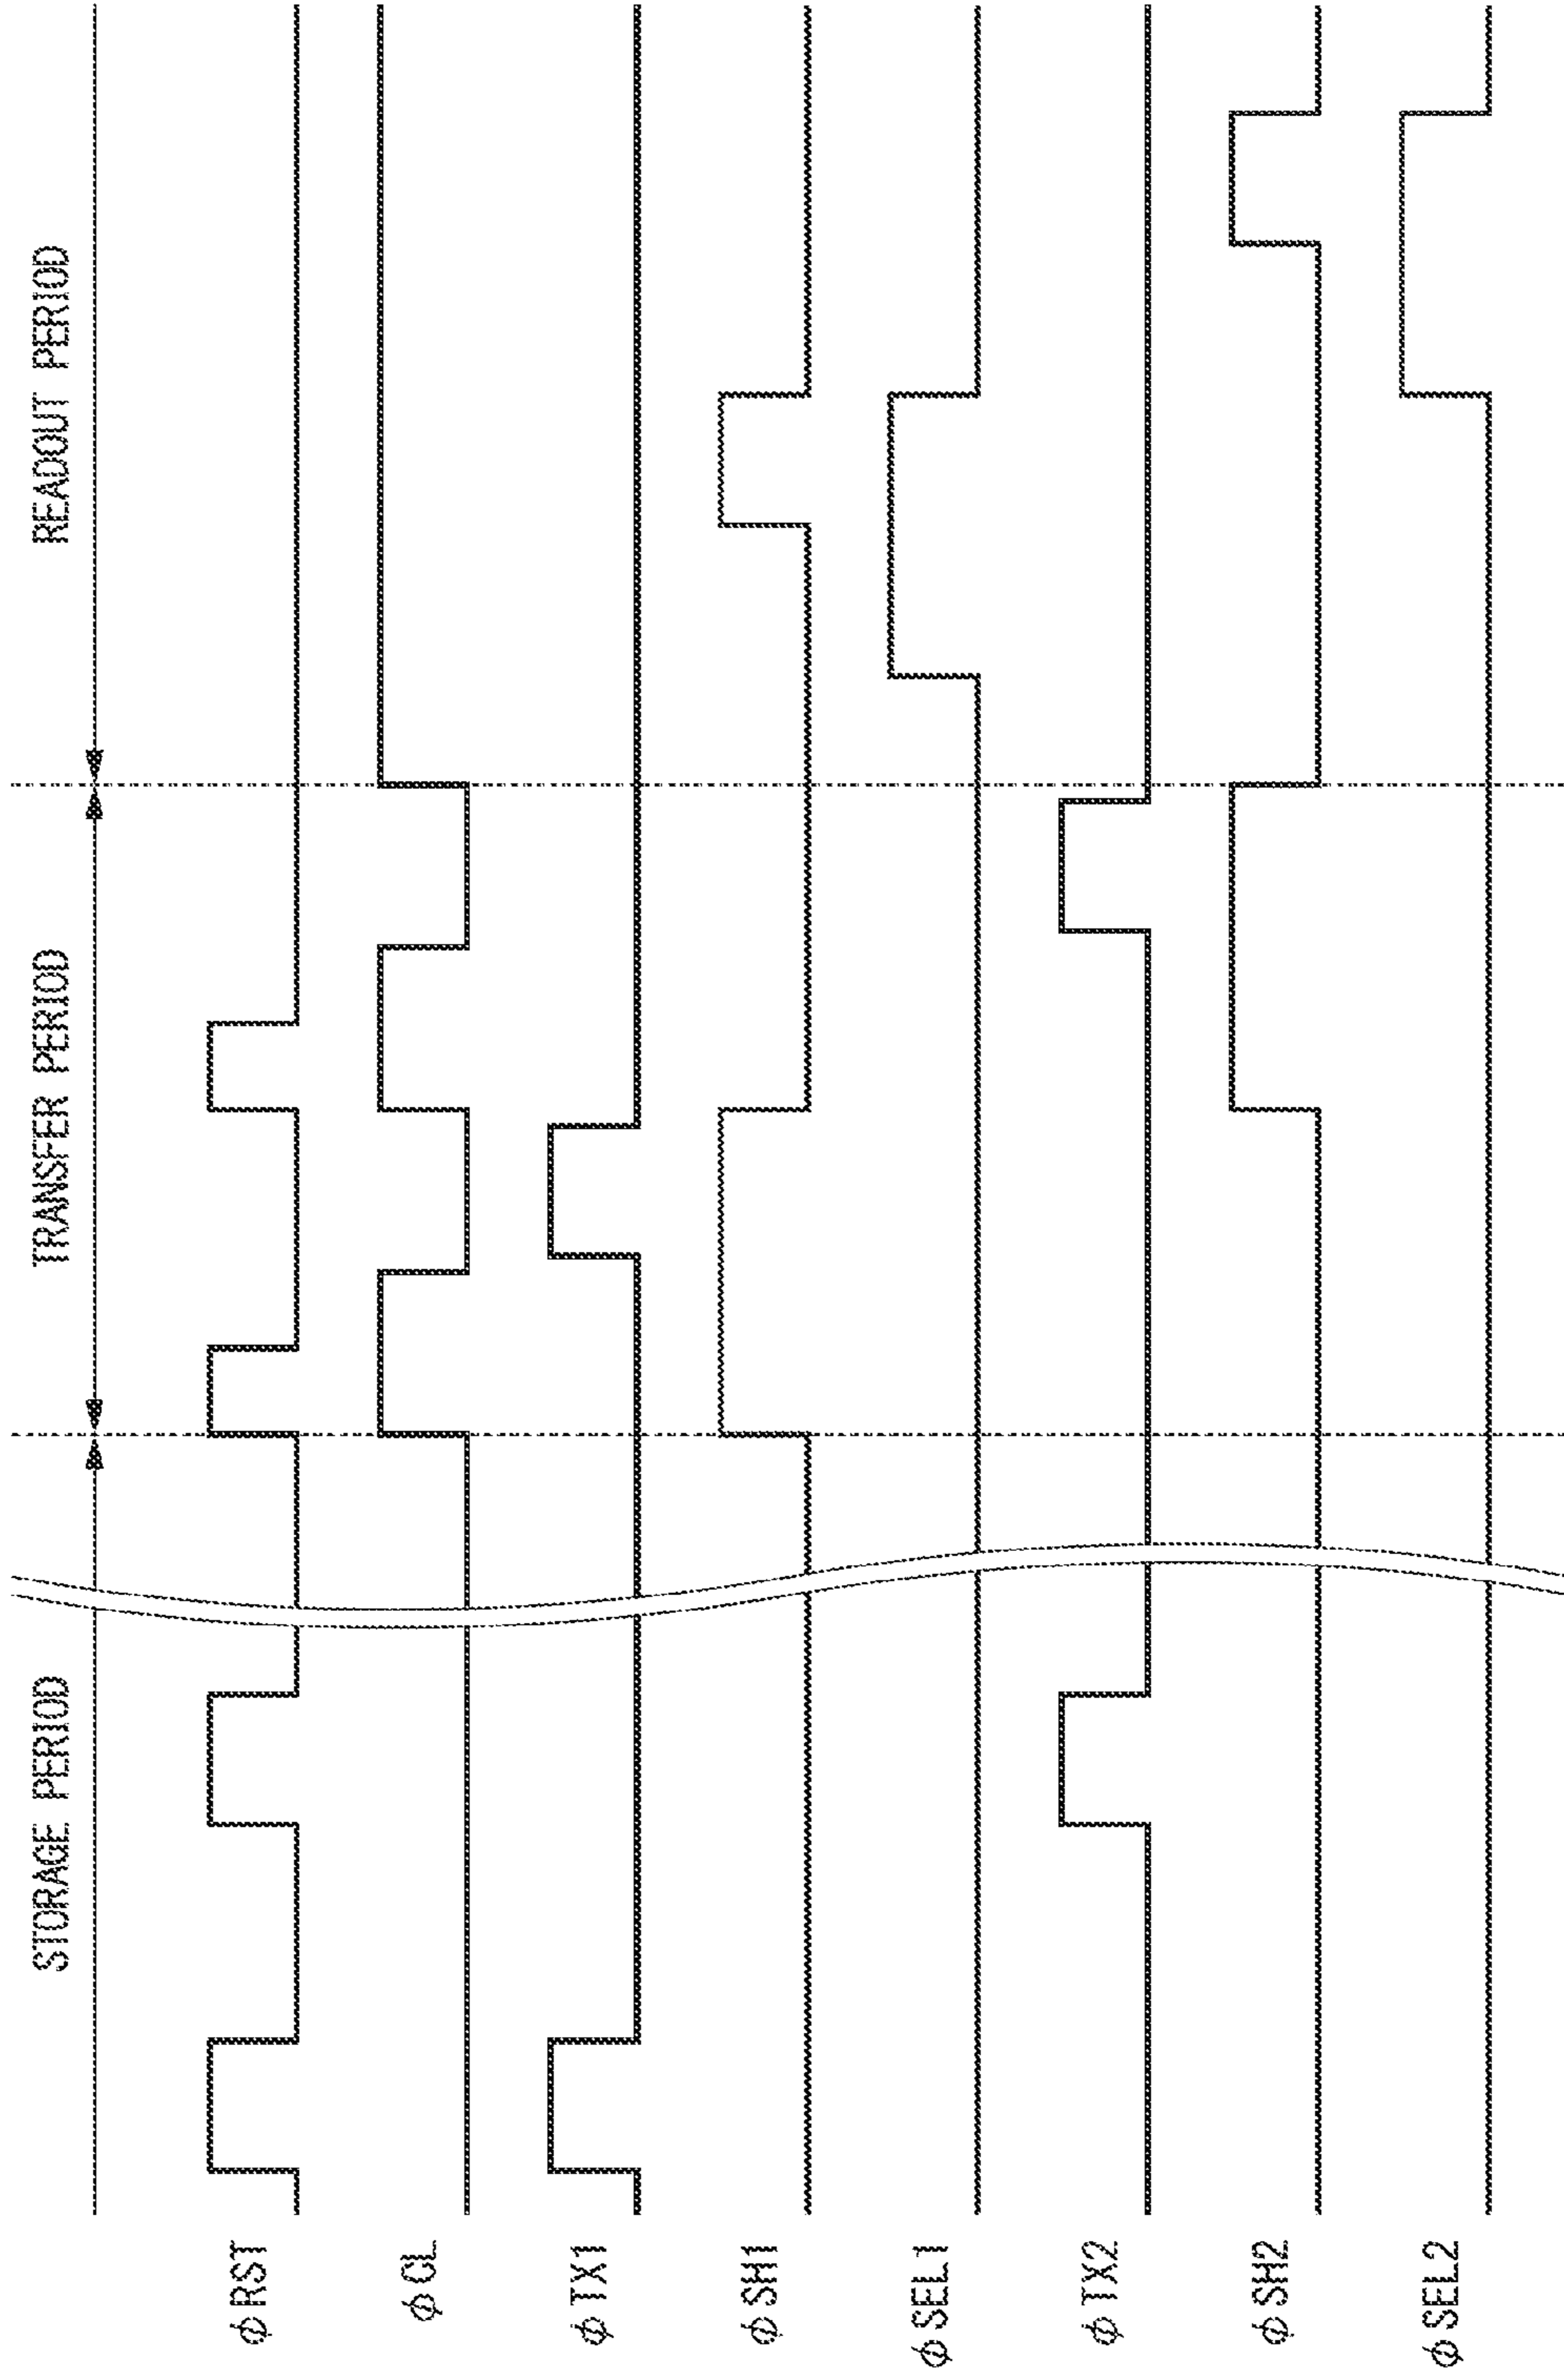 STORAGE PERIOD
TRANSFER PERIOD
READOUT PERIOD
φRST
φCL
φTX1
φSH1
φSEL1
φTX2
φSH2
φSEL2